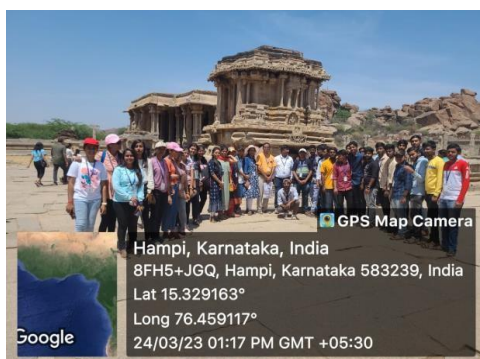 GPS Map Camera
Hampi, Karnataka, India
8FH5+JGQ, Hampi, Karnataka 583239, India
Lat 15.329163°
Long 76.459117°
24/03/23 01:17 PM GMT +05:30
Google